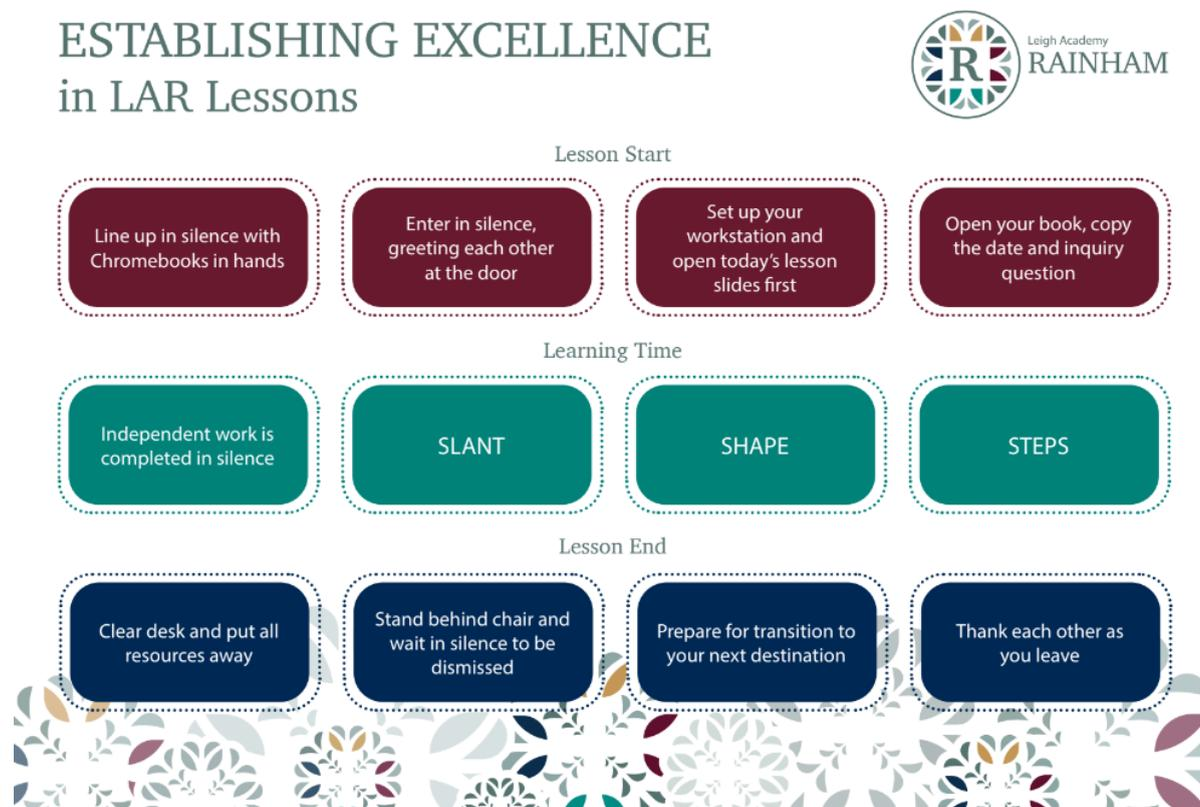 ESTABLISHING EXCELLENCE
in LAR Lessons
R
Leigh Academy
RAINHAM
Lesson Start
Line up in silence with
Chromebooks in hands
Enter in silence,
greeting each other
at the door
Set up your
workstation and
open today’s lesson
slides first
Open your book, copy
the date and inquiry
question
Learning Time
Independent work is
completed in silence
SLANT
SHAPE
STEPS
Lesson End
Clear desk and put all
resources away
Stand behind chair and
wait in silence to be
dismissed
Prepare for transition to
your next destination
Thank each other as
you leave
R